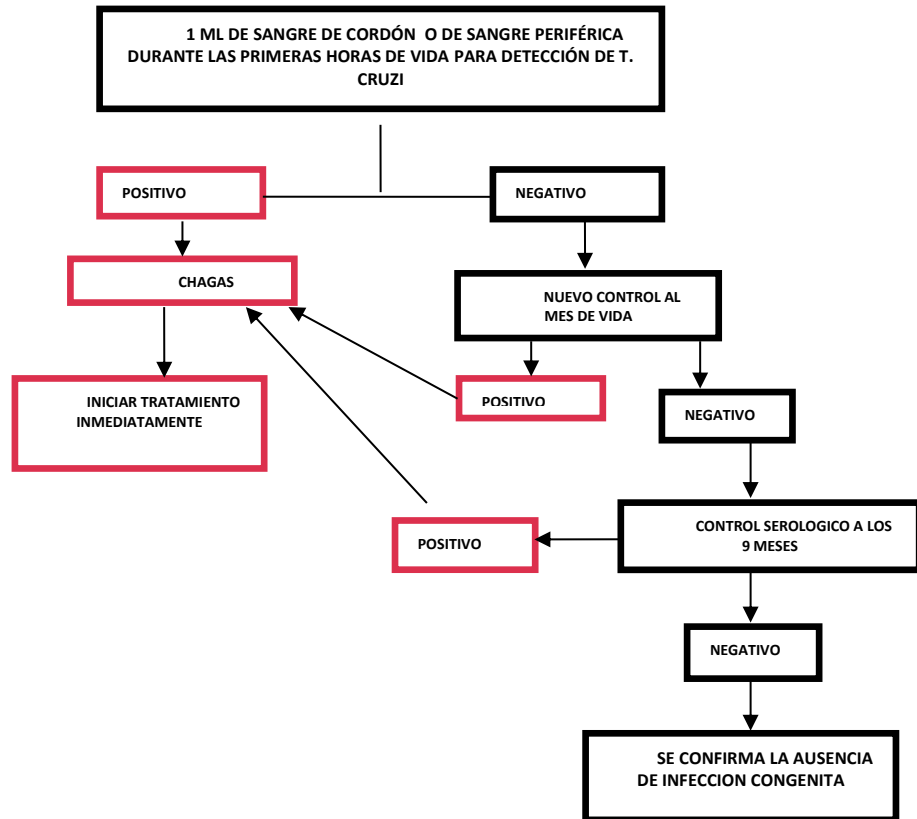 1 ML DE SANGRE DE CORDÓN O DE SANGRE PERIFÉRICA
DURANTE LAS PRIMERAS HORAS DE VIDA PARA DETECCIÓN DE T.
CRUZI
POSITIVO
NEGATIVO
CHAGAS
NUEVO CONTROL AL
MES DE VIDA
INICIAR TRATAMIENTO
INMEDIATAMENTE
POSITIVO
NEGATIVO
CONTROL SEROLOGICO A LOS
9 MESES
POSITIVO
NEGATIVO
SE CONFIRMA LA AUSENCIA
DE INFECCION CONGENITA